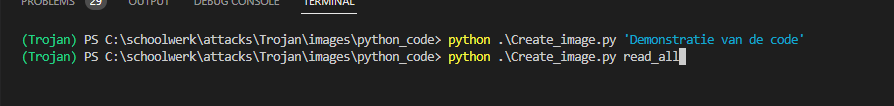 PROBLEMS 29 OUTPUT DEBUG CONSOLE TERMINAL
(Trojan) PS C:\schoolwerk\attacks\Trojan\images\python_code> python .\Create_image.py 'Demonstratie van de code'
(Trojan) PS C:\schoolwerk\attacks\Trojan\images\python_code> python .\Create_image.py read_all